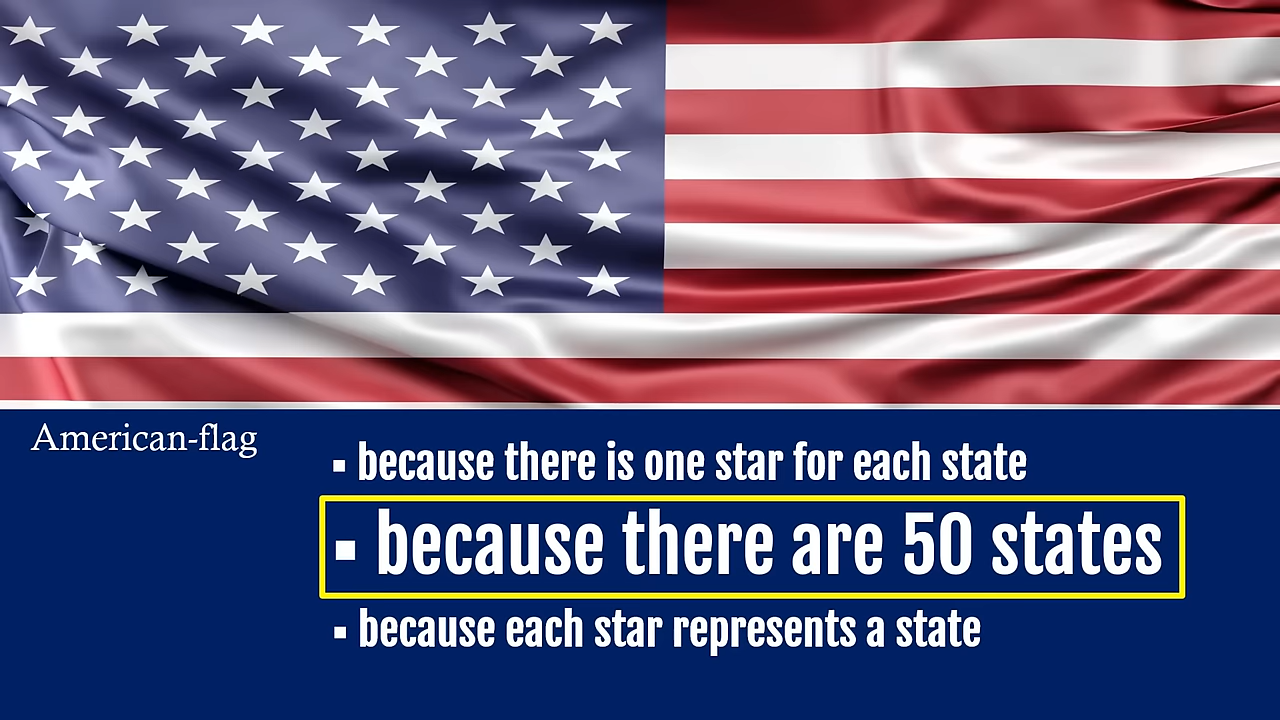 American-flag
▪ because there is one star for each state
▪ because there are 50 states
▪ because each star represents a state